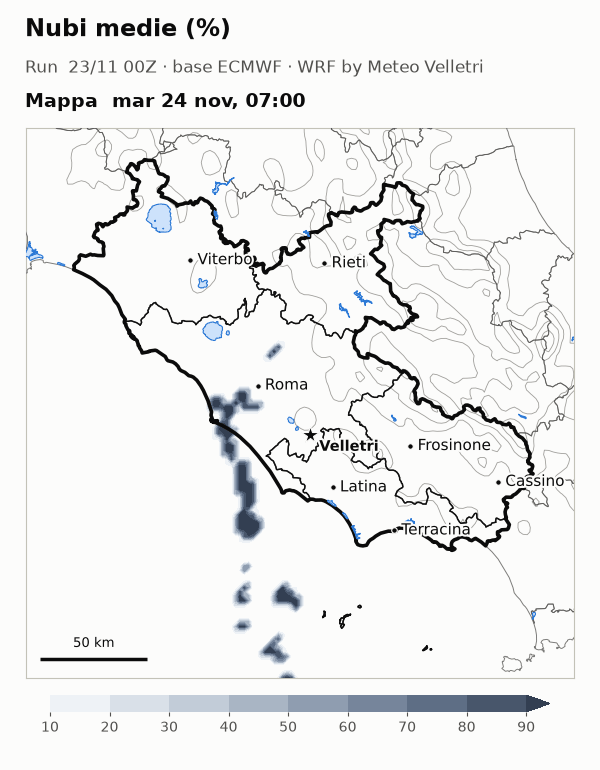 Nubi medie (%)
Run  23/11 00Z · base ECMWF · WRF by Meteo Velletri
Mappa  mar 24 nov, 07:00
Viterbo
Rieti
Roma
Velletri
Frosinone
Cassino
Latina
Terracina
50 km
10 20 30 40 50 60 70 80 90